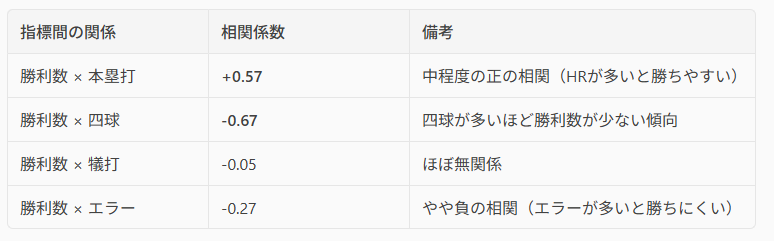 指標間の関係 相関係数 備考
勝利数 × 本塁打 +0.57 中程度の正の相関（HRが多いと勝ちやすい）
勝利数 × 四球 -0.67 四球が多いほど勝利数が少ない傾向
勝利数 × 犠打 -0.05 ほぼ無関係
勝利数 × エラー -0.27 やや負の相関（エラーが多いと勝ちにくい）